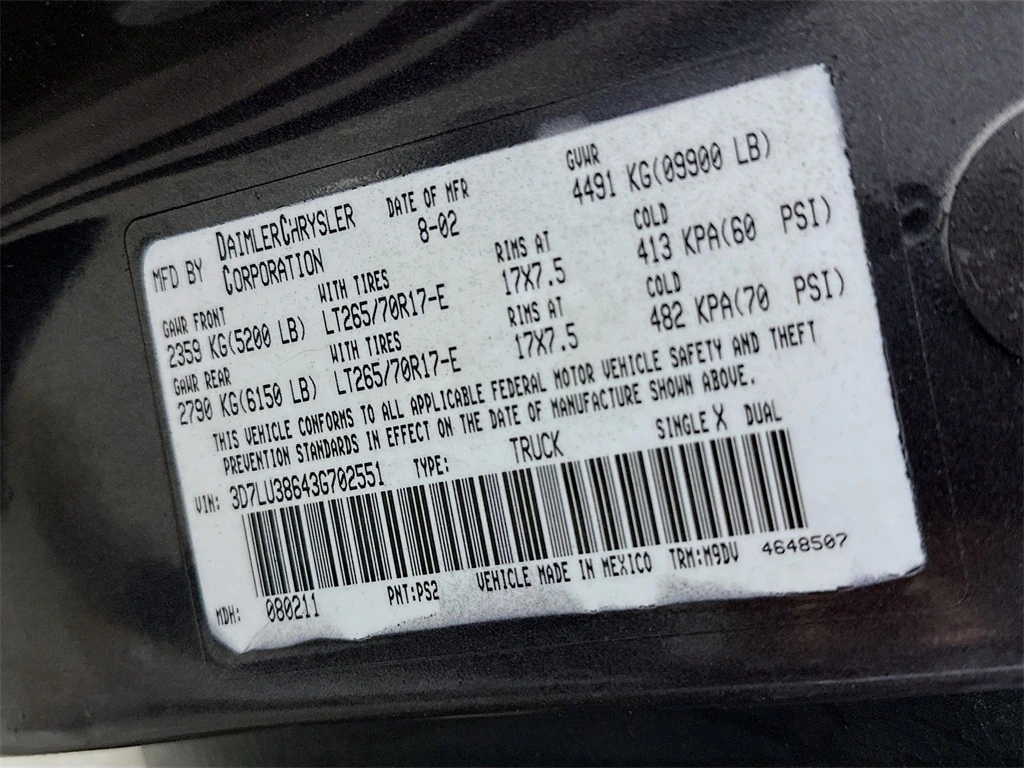 MFD BY DAIMLERCHRYSLER CORPORATION DATE OF MFR 8-02 GVWR 4491 KG(09900 LB)
GAWR FRONT WITH TIRES RIMS AT COLD
2359 KG(5200 LB) LT265/70R17-E 17X7.5 413 KPA(60 PSI)
GAWR REAR WITH TIRES RIMS AT COLD
2790 KG(6150 LB) LT265/70R17-E 17X7.5 482 KPA(70 PSI)
THIS VEHICLE CONFORMS TO ALL APPLICABLE FEDERAL MOTOR VEHICLE SAFETY AND THEFT
PREVENTION STANDARDS IN EFFECT ON THE DATE OF MANUFACTURE SHOWN ABOVE.
VIN: 3D7LU38643G702551 TYPE: TRUCK SINGLE X DUAL
MDH: 080211 PNT:PS2 VEHICLE MADE IN MEXICO TRM:M9DV 4648507